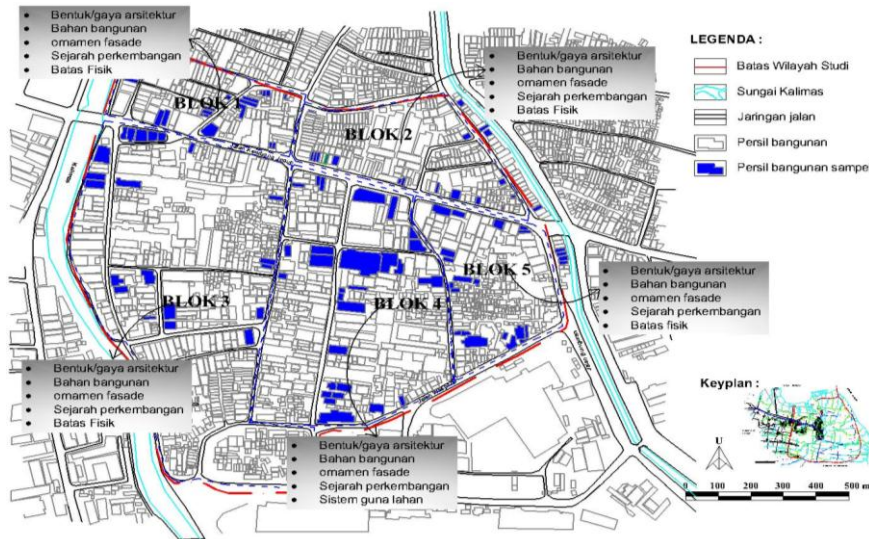 Bentuk/gaya arsitektur
Bahan bangunan
ornamen fasade
Sejarah perkembangan
Batas Fisik
Bentuk/gaya arsitektur
Bahan bangunan
ornamen fasade
Sejarah perkembangan
Batas Fisik
LEGENDA :
Batas Wilayah Studi
Sungai Kalimas
Jaringan jalan
Persil bangunan
Persil bangunan sampe
BLOK 1
BLOK 2
BLOK 3
BLOK 4
BLOK 5
Bentuk/gaya arsitektur
Bahan bangunan
ornamen fasade
Sejarah perkembangan
Batas fisik
Bentuk/gaya arsitektur
Bahan bangunan
ornamen fasade
Sejarah perkembangan
Batas Fisik
Bentuk/gaya arsitektur
Bahan bangunan
ornamen fasade
Sejarah perkembangan
Sistem guna lahan
Keyplan :
U
0 100 200 300 400 500 m